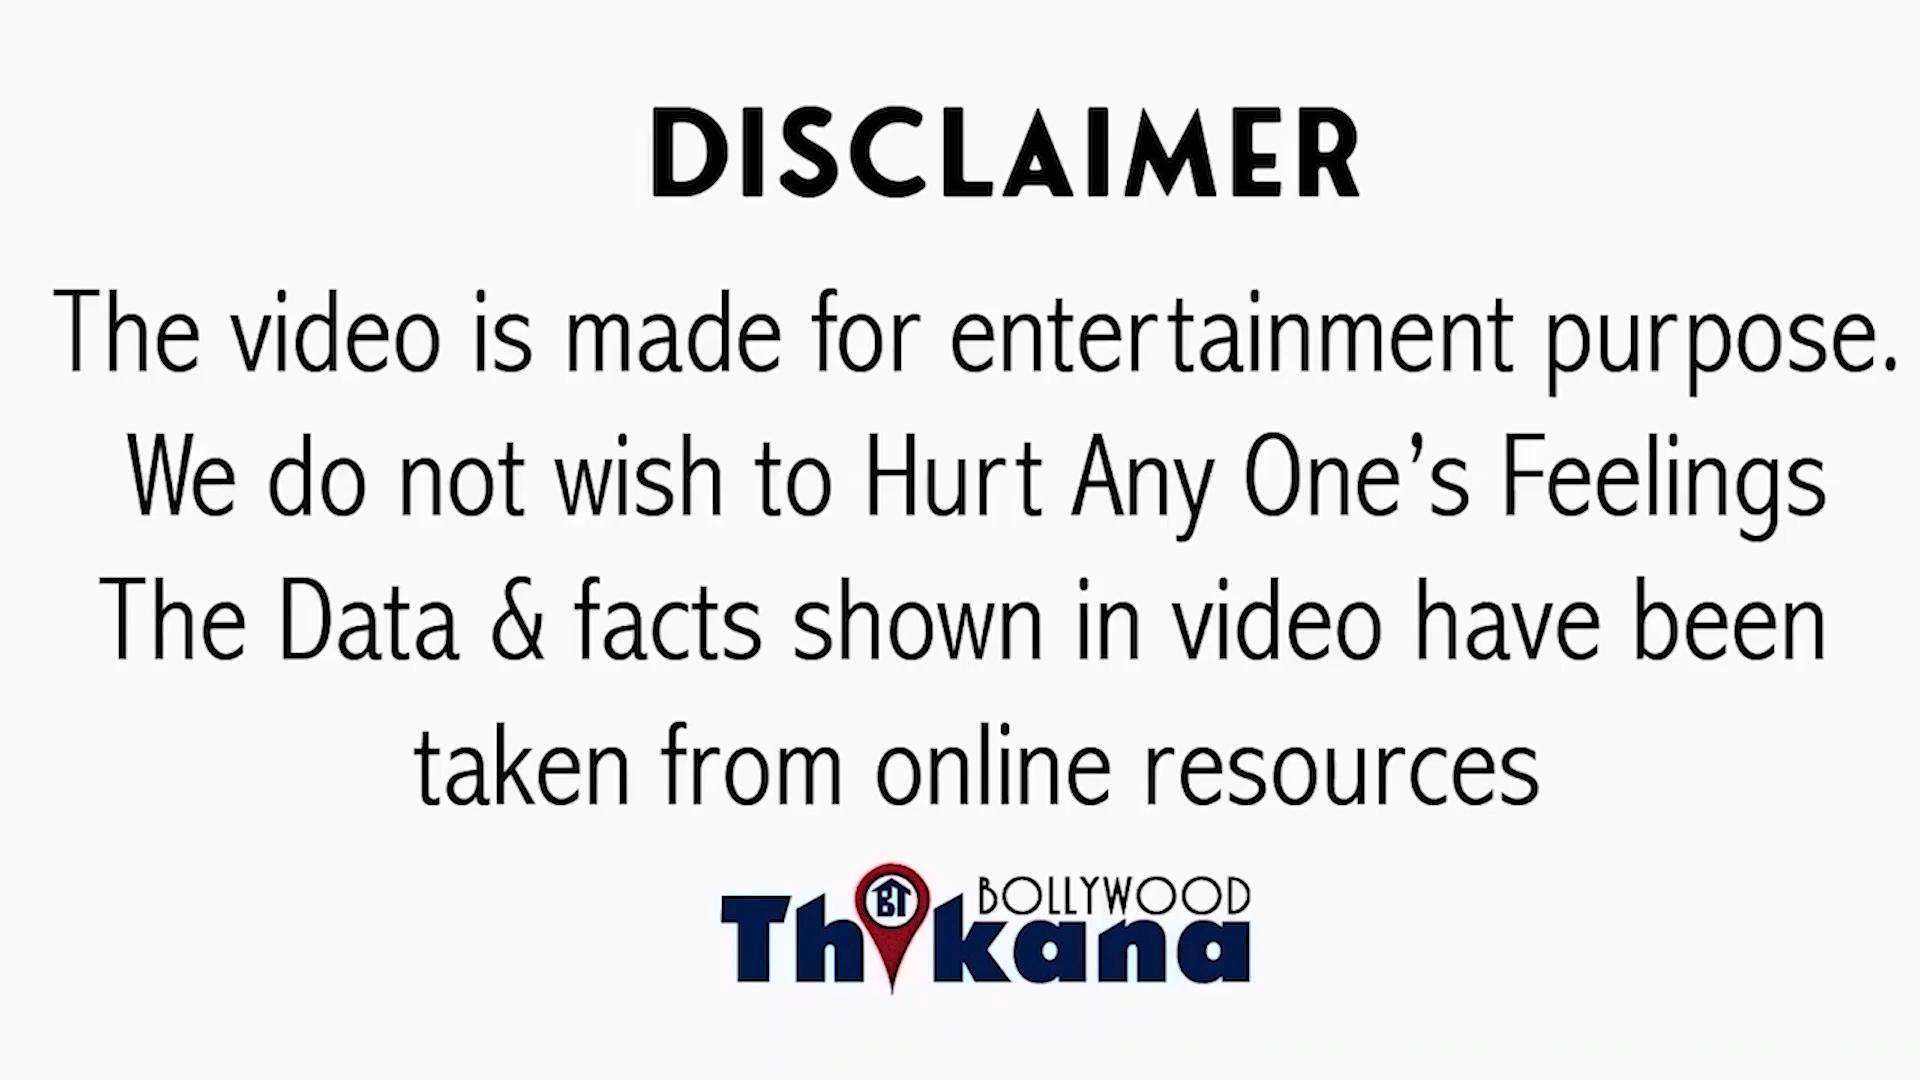 DISCLAIMER
The video is made for entertainment purpose.
We do not wish to Hurt Any One’s Feelings
The Data & facts shown in video have been
taken from online resources
BT
BOLLYWOOD
Thikana